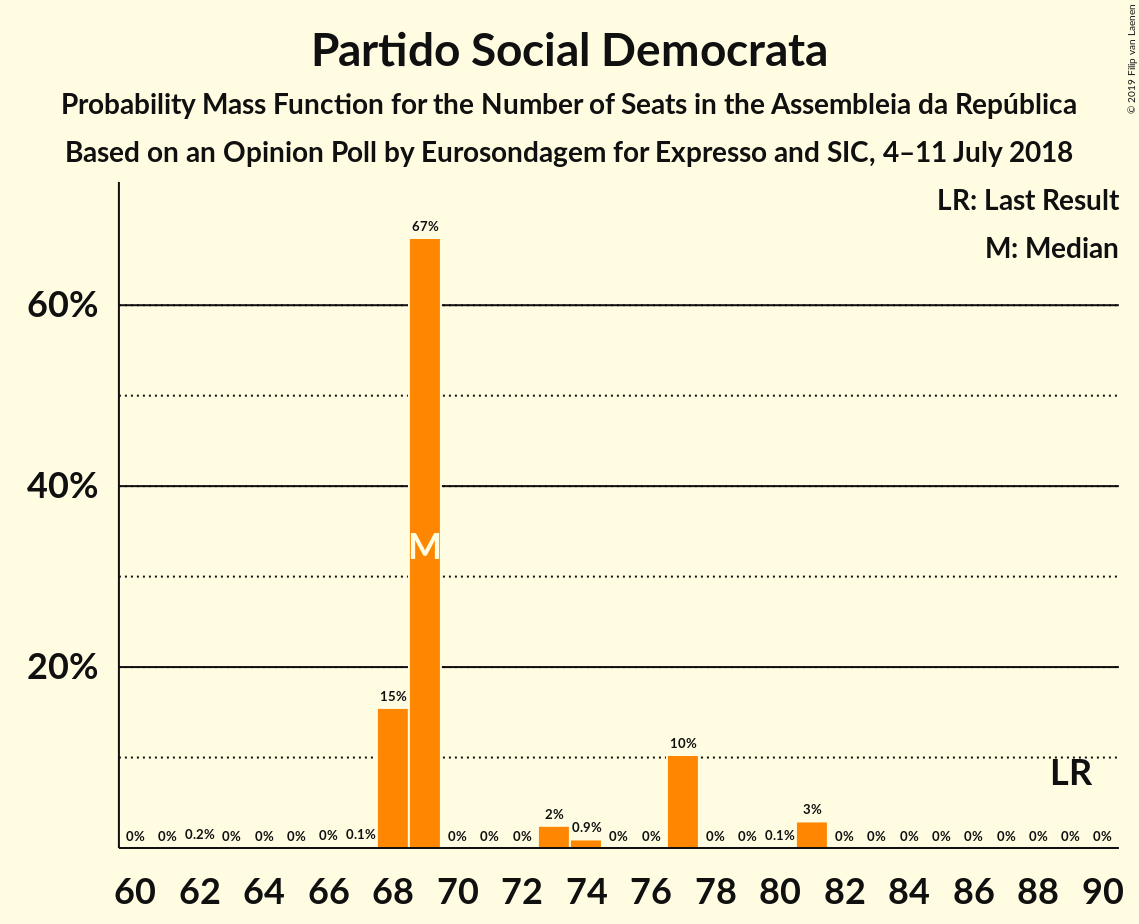 Partido Social Democrata
Probability Mass Function for the Number of Seats in the Assembleia da República
Based on an Opinion Poll by Eurosondagem for Expresso and SIC, 4–11 July 2018
© 2019 Filip van Laenen
LR: Last Result
M: Median
60%
40%
20%
67%
M
15%
10%
LR
0% 0% 0.2% 0% 0% 0% 0% 0.1% 0% 0% 0% 2% 0.9% 0% 0% 0% 0% 0.1% 3% 0% 0% 0% 0% 0% 0% 0% 0% 0%
60 62 64 66 68 70 72 74 76 78 80 82 84 86 88 90